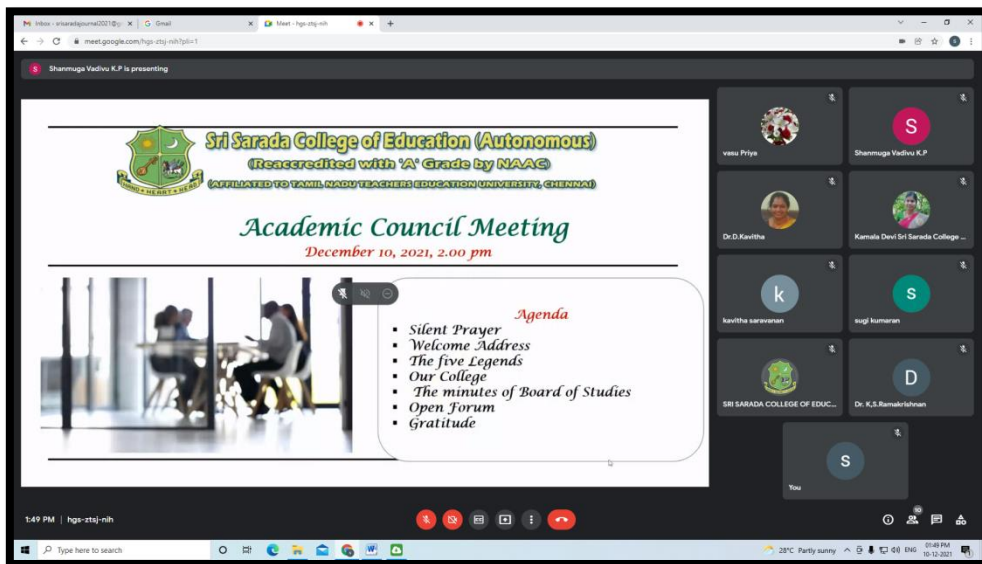 Inbox - srisaradajournal2021@g
Gmail
Meet - hgs-ztsj-nih
meet.google.com/hgs-ztsj-nih?pli=1
S
Shanmuga Vadivu K.P is presenting
Sri Sarada College of Education (Autonomous)
(Reaccredited with 'A' Grade by NAAC)
(AFFILIATED TO TAMIL NADU TEACHERS EDUCATION UNIVERSITY, CHENNAI)
HAND + HEART + HEAD
Academic Council Meeting
December 10, 2021, 2.00 pm
Agenda
▪ Silent Prayer
▪ Welcome Address
▪ The five Legends
▪ Our College
▪ The minutes of Board of Studies
▪ Open Forum
▪ Gratitude
vasu Priya
S
Shanmuga Vadivu K.P
Dr.D.Kavitha
Kamala Devi Sri Sarada College ...
k
kavitha saravanan
S
sugi kumaran
SRI SARADA COLLEGE OF EDUC...
D
Dr. K,S.Ramakrishnan
S
You
1:49 PM | hgs-ztsj-nih
10
Type here to search
28°C Partly sunny
ENG
01:49 PM
10-12-2021